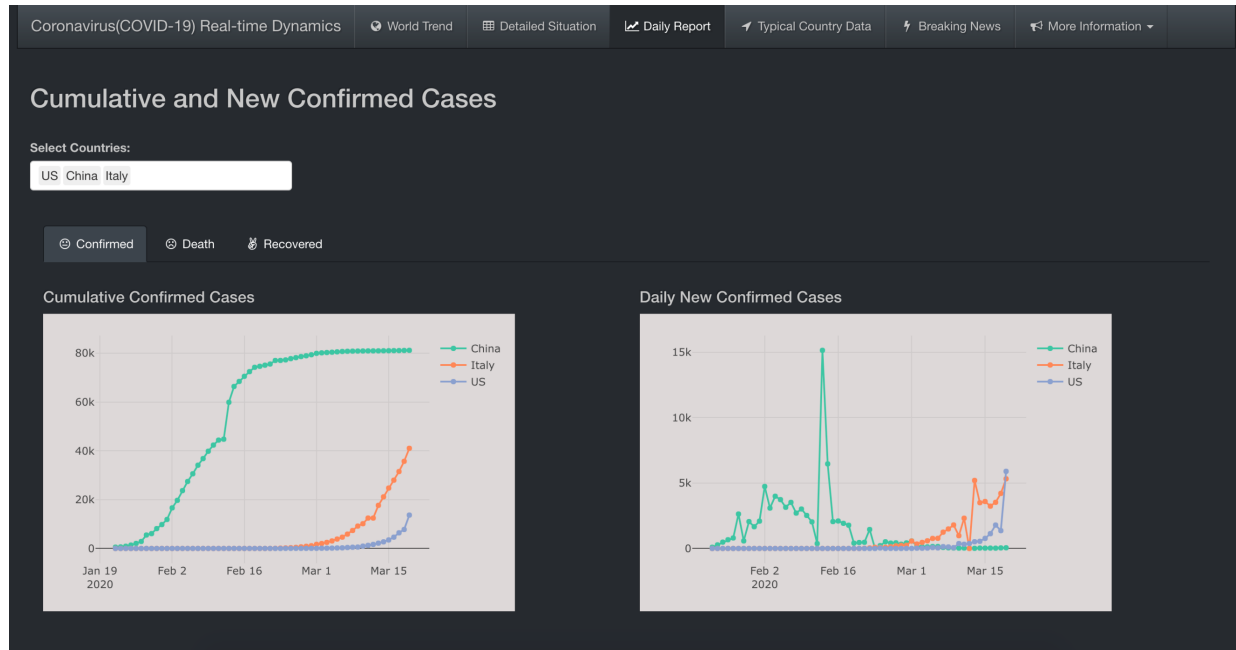 Coronavirus(COVID-19) Real-time Dynamics World Trend Detailed Situation Daily Report Typical Country Data Breaking News More Information
Cumulative and New Confirmed Cases
Select Countries:
US China Italy
Confirmed Death Recovered
Cumulative Confirmed Cases
80k
60k
40k
20k
0
Jan 19 Feb 2 Feb 16 Mar 1 Mar 15
2020
China
Italy
US
Daily New Confirmed Cases
15k
10k
5k
0
Feb 2 Feb 16 Mar 1 Mar 15
2020
China
Italy
US